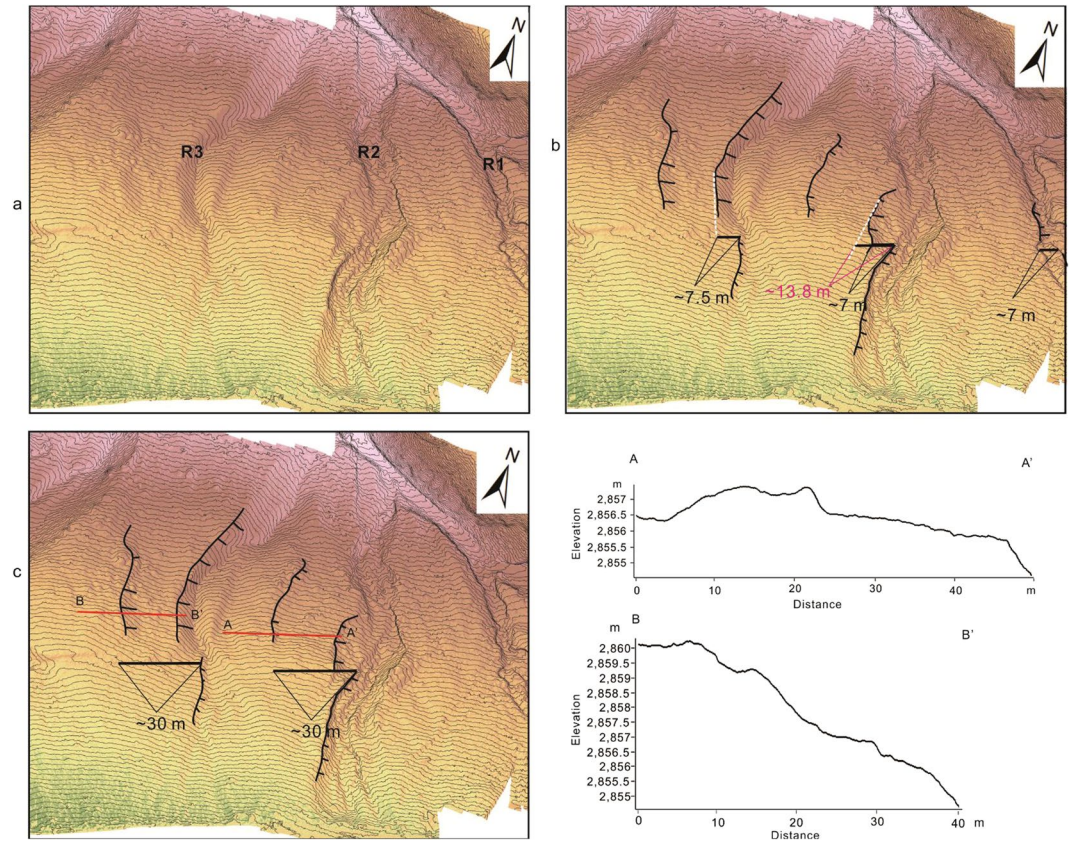 a
N
R3
R2
R1
b
N
~7.5 m
~13.8 m
~7 m
~7 m
c
N
B
B'
A
A'
~30 m
~30 m
A
A'
m
2,857
2,856.5
2,856
2,855.5
2,855
Elevation
0
10
20
30
40
m
Distance
B
B'
m
2,860
2,859.5
2,859
2,858.5
2,858
2,857.5
2,857
2,856.5
2,856
2,855.5
2,855
Elevation
0
10
20
30
40
m
Distance